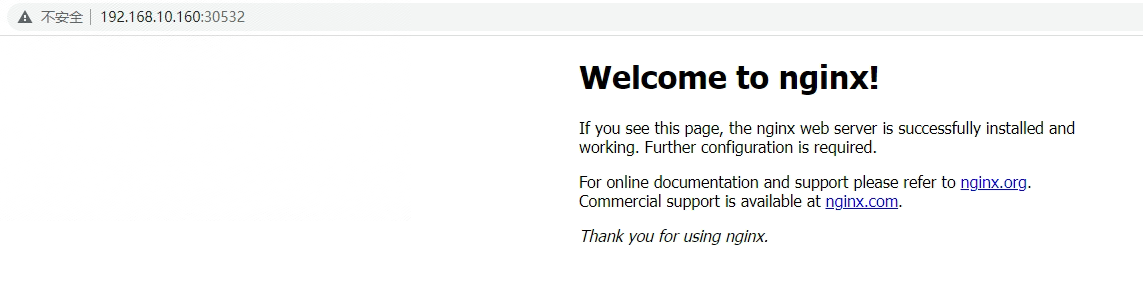 不安全 192.168.10.160:30532
Welcome to nginx!
If you see this page, the nginx web server is successfully installed and
working. Further configuration is required.
For online documentation and support please refer to nginx.org.
Commercial support is available at nginx.com.
Thank you for using nginx.